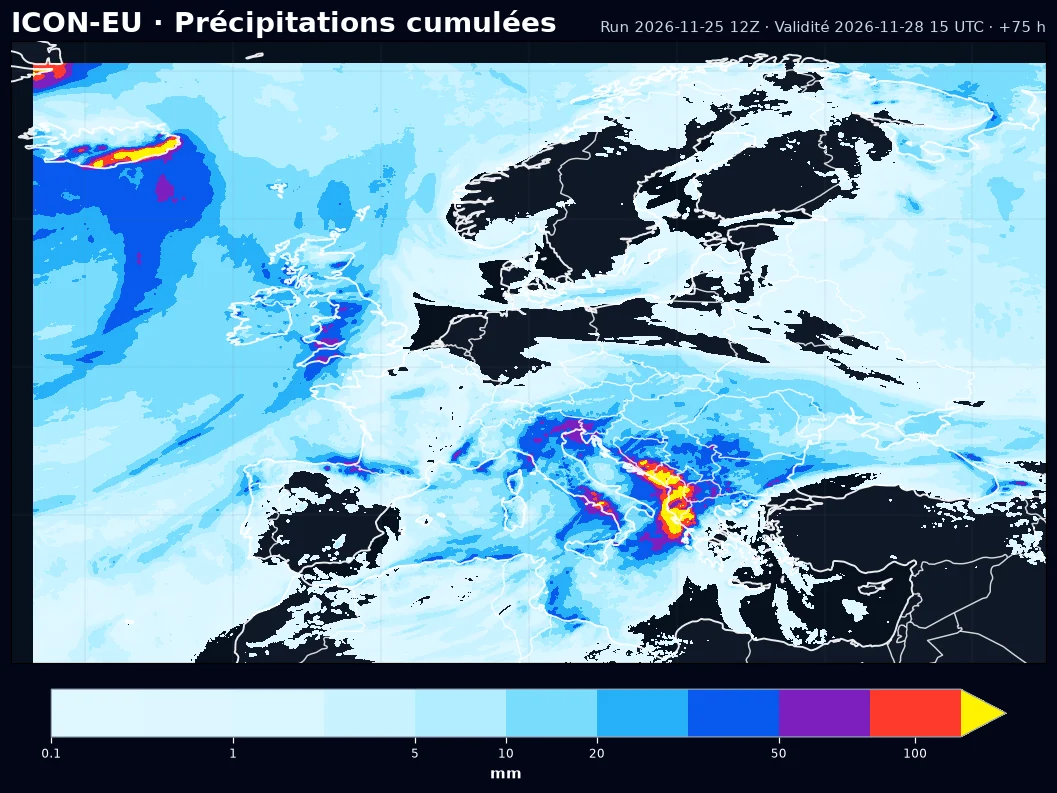 ICON-EU · Précipitations cumulées
Run 2026-11-25 12Z · Validité 2026-11-28 15 UTC · +75 h
0.1 1 5 10 20 50 100
mm